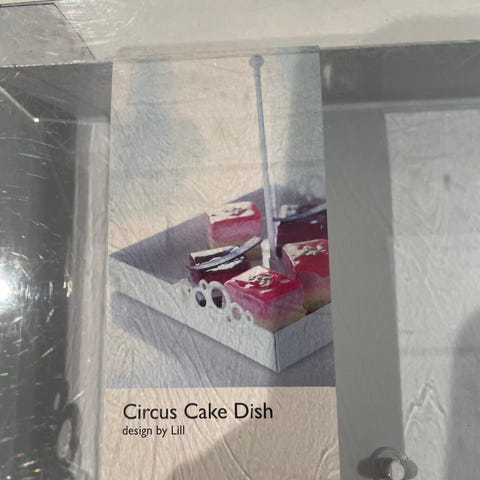 Circus Cake Dish
design by Lill